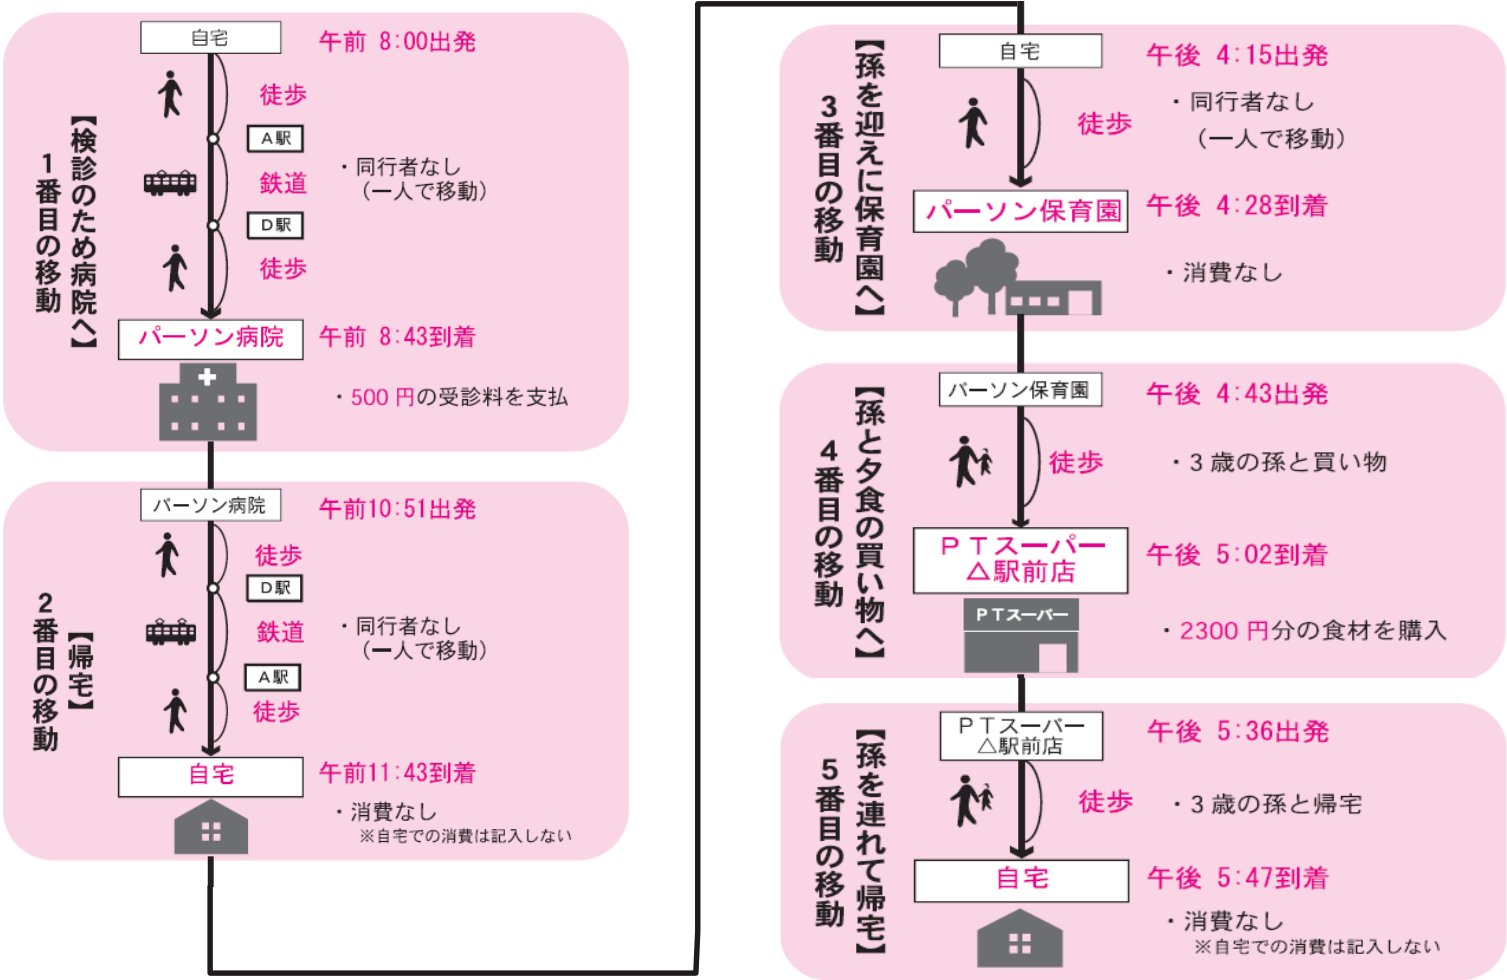 【検診のため病院へ】
1番目の移動
自宅
午前 8:00出発
徒歩
A駅
鉄道
・同行者なし
（一人で移動）
D駅
徒歩
パーソン病院
午前 8:43到着
・500 円の受診料を支払
【帰宅】
2番目の移動
パーソン病院
午前10:51出発
徒歩
D駅
鉄道
・同行者なし
（一人で移動）
A駅
徒歩
自宅
午前11:43到着
・消費なし
※自宅での消費は記入しない
【孫を迎えに保育園へ】
3番目の移動
自宅
午後 4:15出発
・同行者なし
（一人で移動）
徒歩
パーソン保育園
午後 4:28到着
・消費なし
【孫と夕食の買い物へ】
4番目の移動
パーソン保育園
午後 4:43出発
徒歩
・3歳の孫と買い物
ＰＴスーパー
△駅前店
午後 5:02到着
ＰＴスーパー
・2300 円分の食材を購入
【孫を連れて帰宅】
5番目の移動
ＰＴスーパー
△駅前店
午後 5:36出発
徒歩
・3歳の孫と帰宅
自宅
午後 5:47到着
・消費なし
※自宅での消費は記入しない